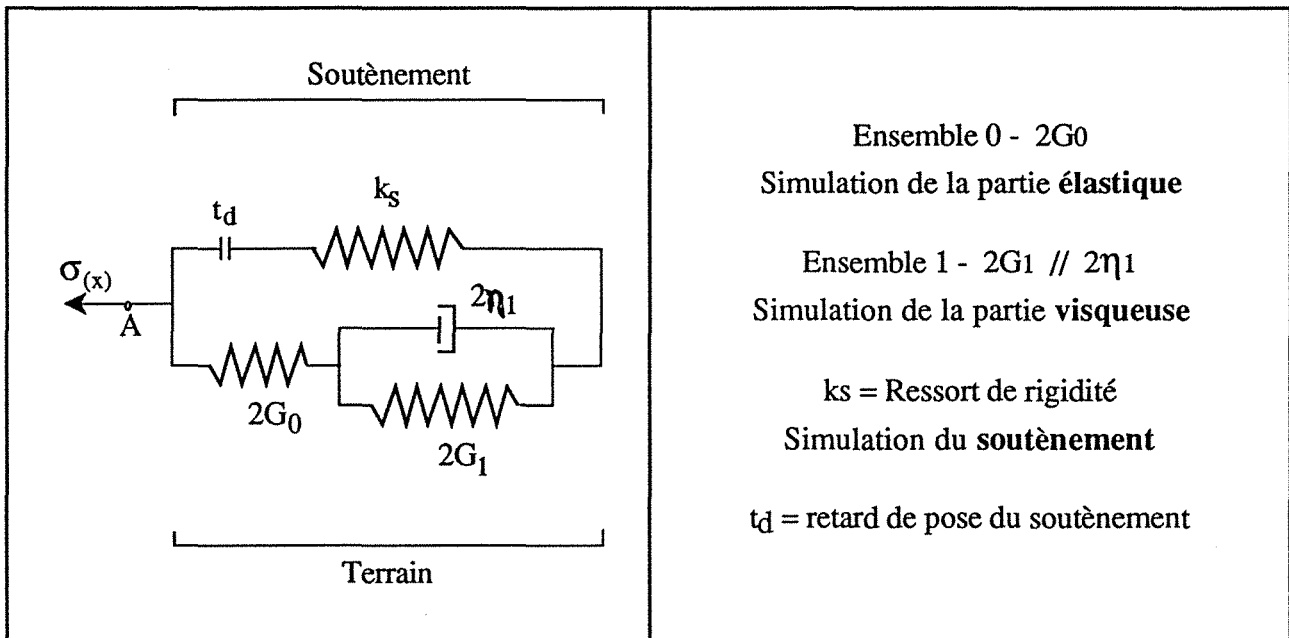 Soutènement
t_d
k_s
σ_(x)
A
2η_1
2G_0
2G_1
Terrain
Ensemble 0 - 2G0
Simulation de la partie élastique
Ensemble 1 - 2G1 // 2η1
Simulation de la partie visqueuse
ks = Ressort de rigidité
Simulation du soutènement
t_d = retard de pose du soutènement